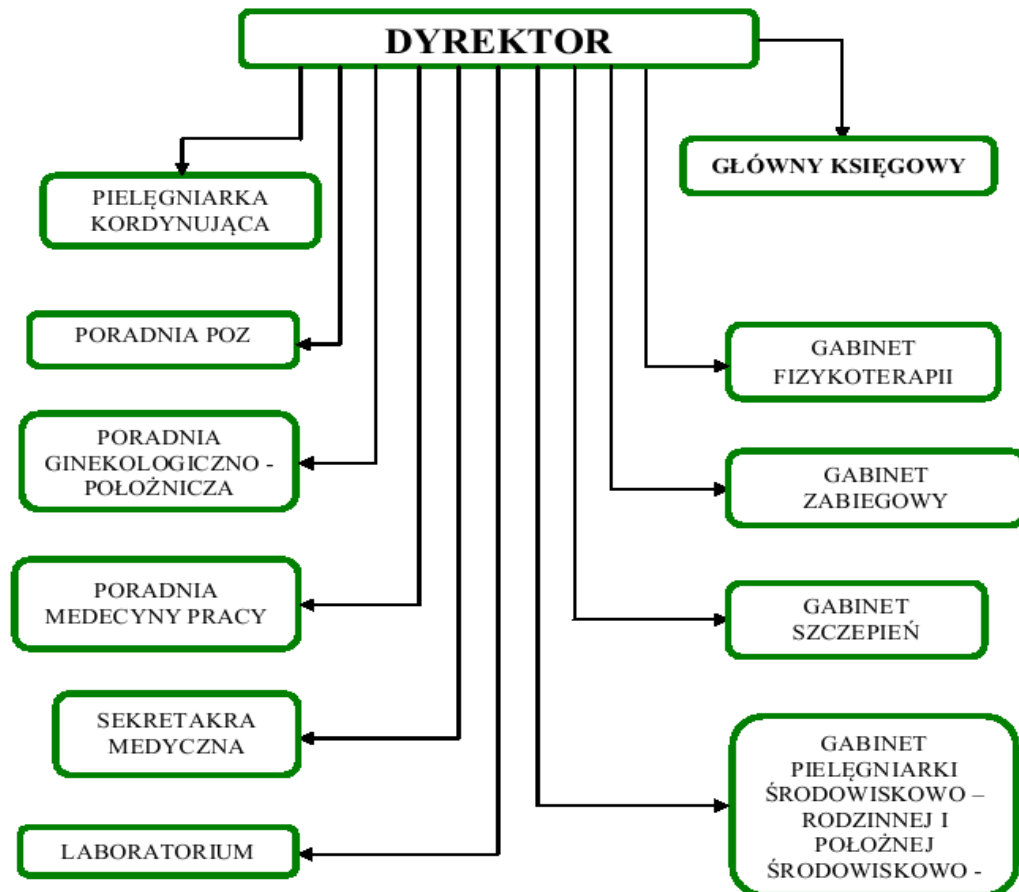 DYREKTOR
GŁÓWNY KSIĘGOWY
PIELĘGNIARKA
KORDYNUJĄCA
PORADNIA POZ
PORADNIA
GINEKOLOGICZNO -
POŁOŻNICZA
PORADNIA
MEDECYNY PRACY
SEKRETAKRA
MEDYCZNA
LABORATORIUM
GABINET
FIZYKOTERAPII
GABINET
ZABIEGOWY
GABINET
SZCZEPIEŃ
GABINET
PIELĘGNIARKI
ŚRODOWISKOWO –
RODZINNEJ I
POŁOŻNEJ
ŚRODOWISKOWO -